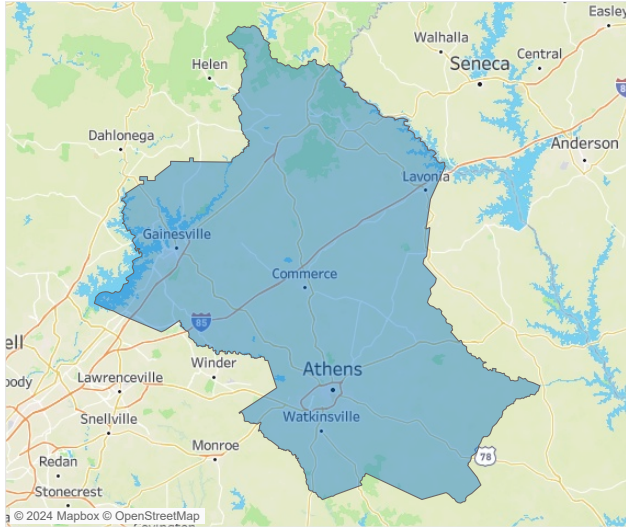 Easley
Walhalla
Central
Helen
Seneca
8
Dahlonega
Anderson
Lavonia
Gainesville
Commerce
85
ell
Winder
Athens
oody
Lawrenceville
Watkinsville
Snellville
Monroe
78
Redan
Stonecrest
© 2024 Mapbox © OpenStreetMap